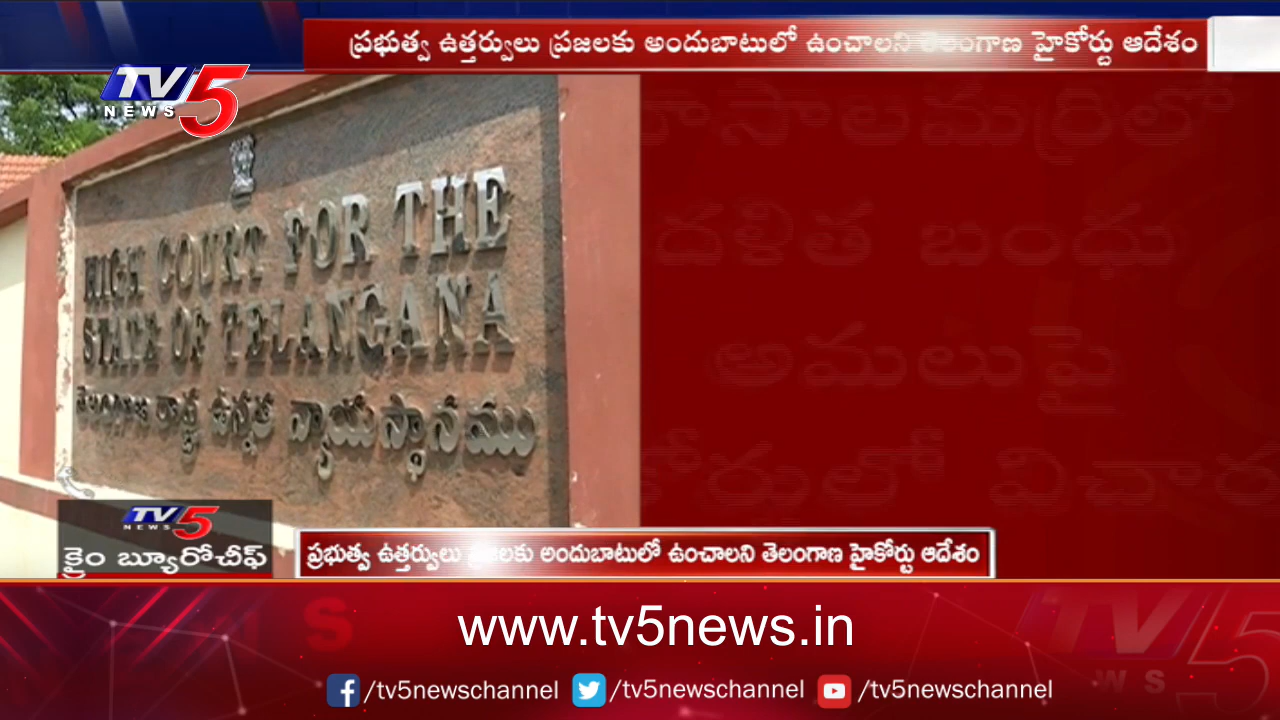 ప్రభుత్వ ఉత్తర్వులు ప్రజలకు అందుబాటులో ఉంచాలని తెలంగాణ హైకోర్టు ఆదేశం
TV5
NEWS
HIGH COURT FOR THE
STATE OF TELANGANA
తెలంగాణ రాష్ట్ర ఉన్నత న్యాయస్థానము
దళిత బంధు
అమలుపై
విచార
TV5
NEWS
క్రైం బ్యూరోచీఫ్
ప్రభుత్వ ఉత్తర్వులు ప్రజలకు అందుబాటులో ఉంచాలని తెలంగాణ హైకోర్టు ఆదేశం
www.tv5news.in
/tv5newschannel /tv5newschannel /tv5newschannel